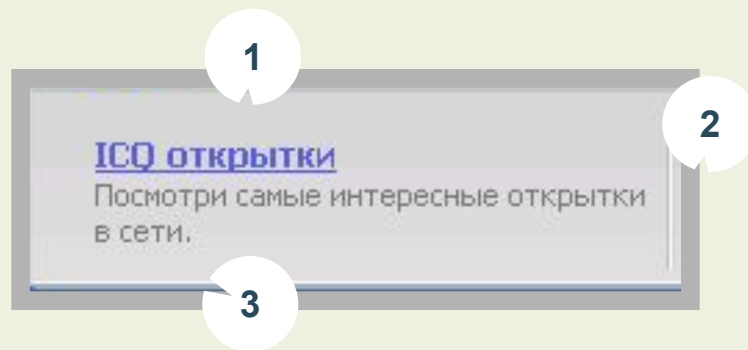 1
2
ICQ открытки
Посмотри самые интересные открытки
в сети.
3